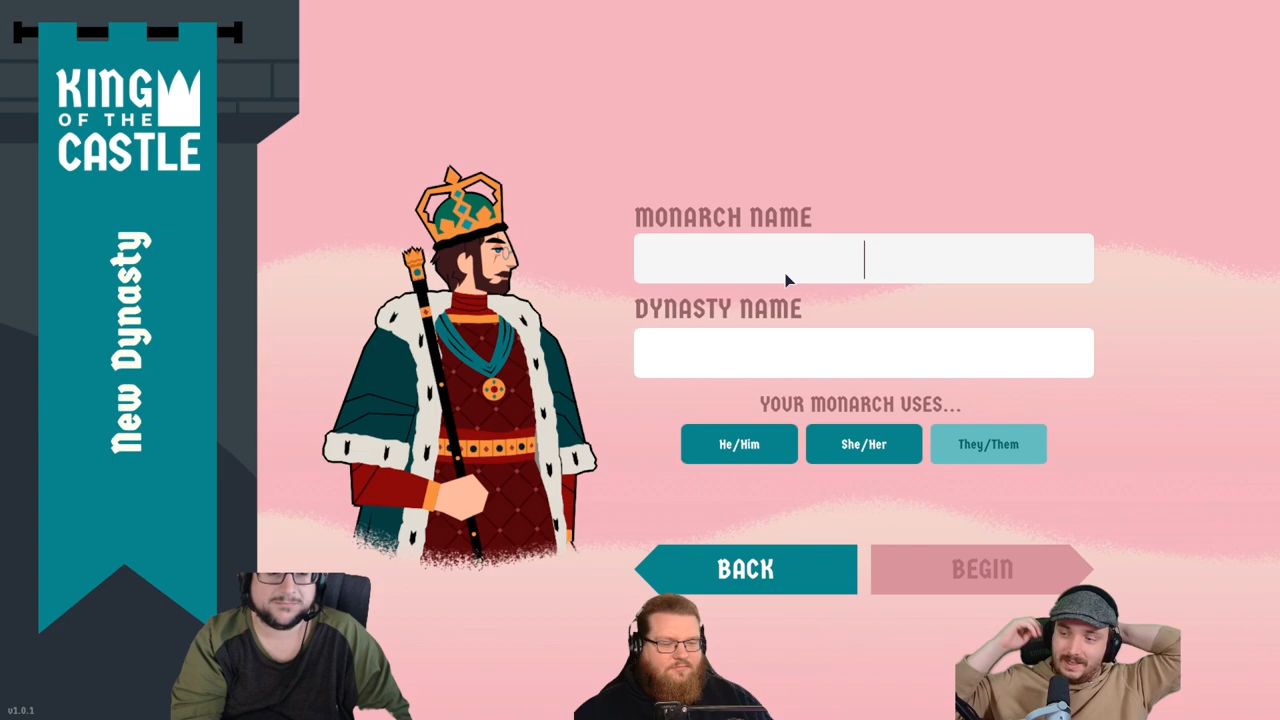 KING
OF THE
CASTLE
New Dynasty
MONARCH NAME
DYNASTY NAME
YOUR MONARCH USES...
He/Him
She/Her
They/Them
BACK
BEGIN
v1.0.1